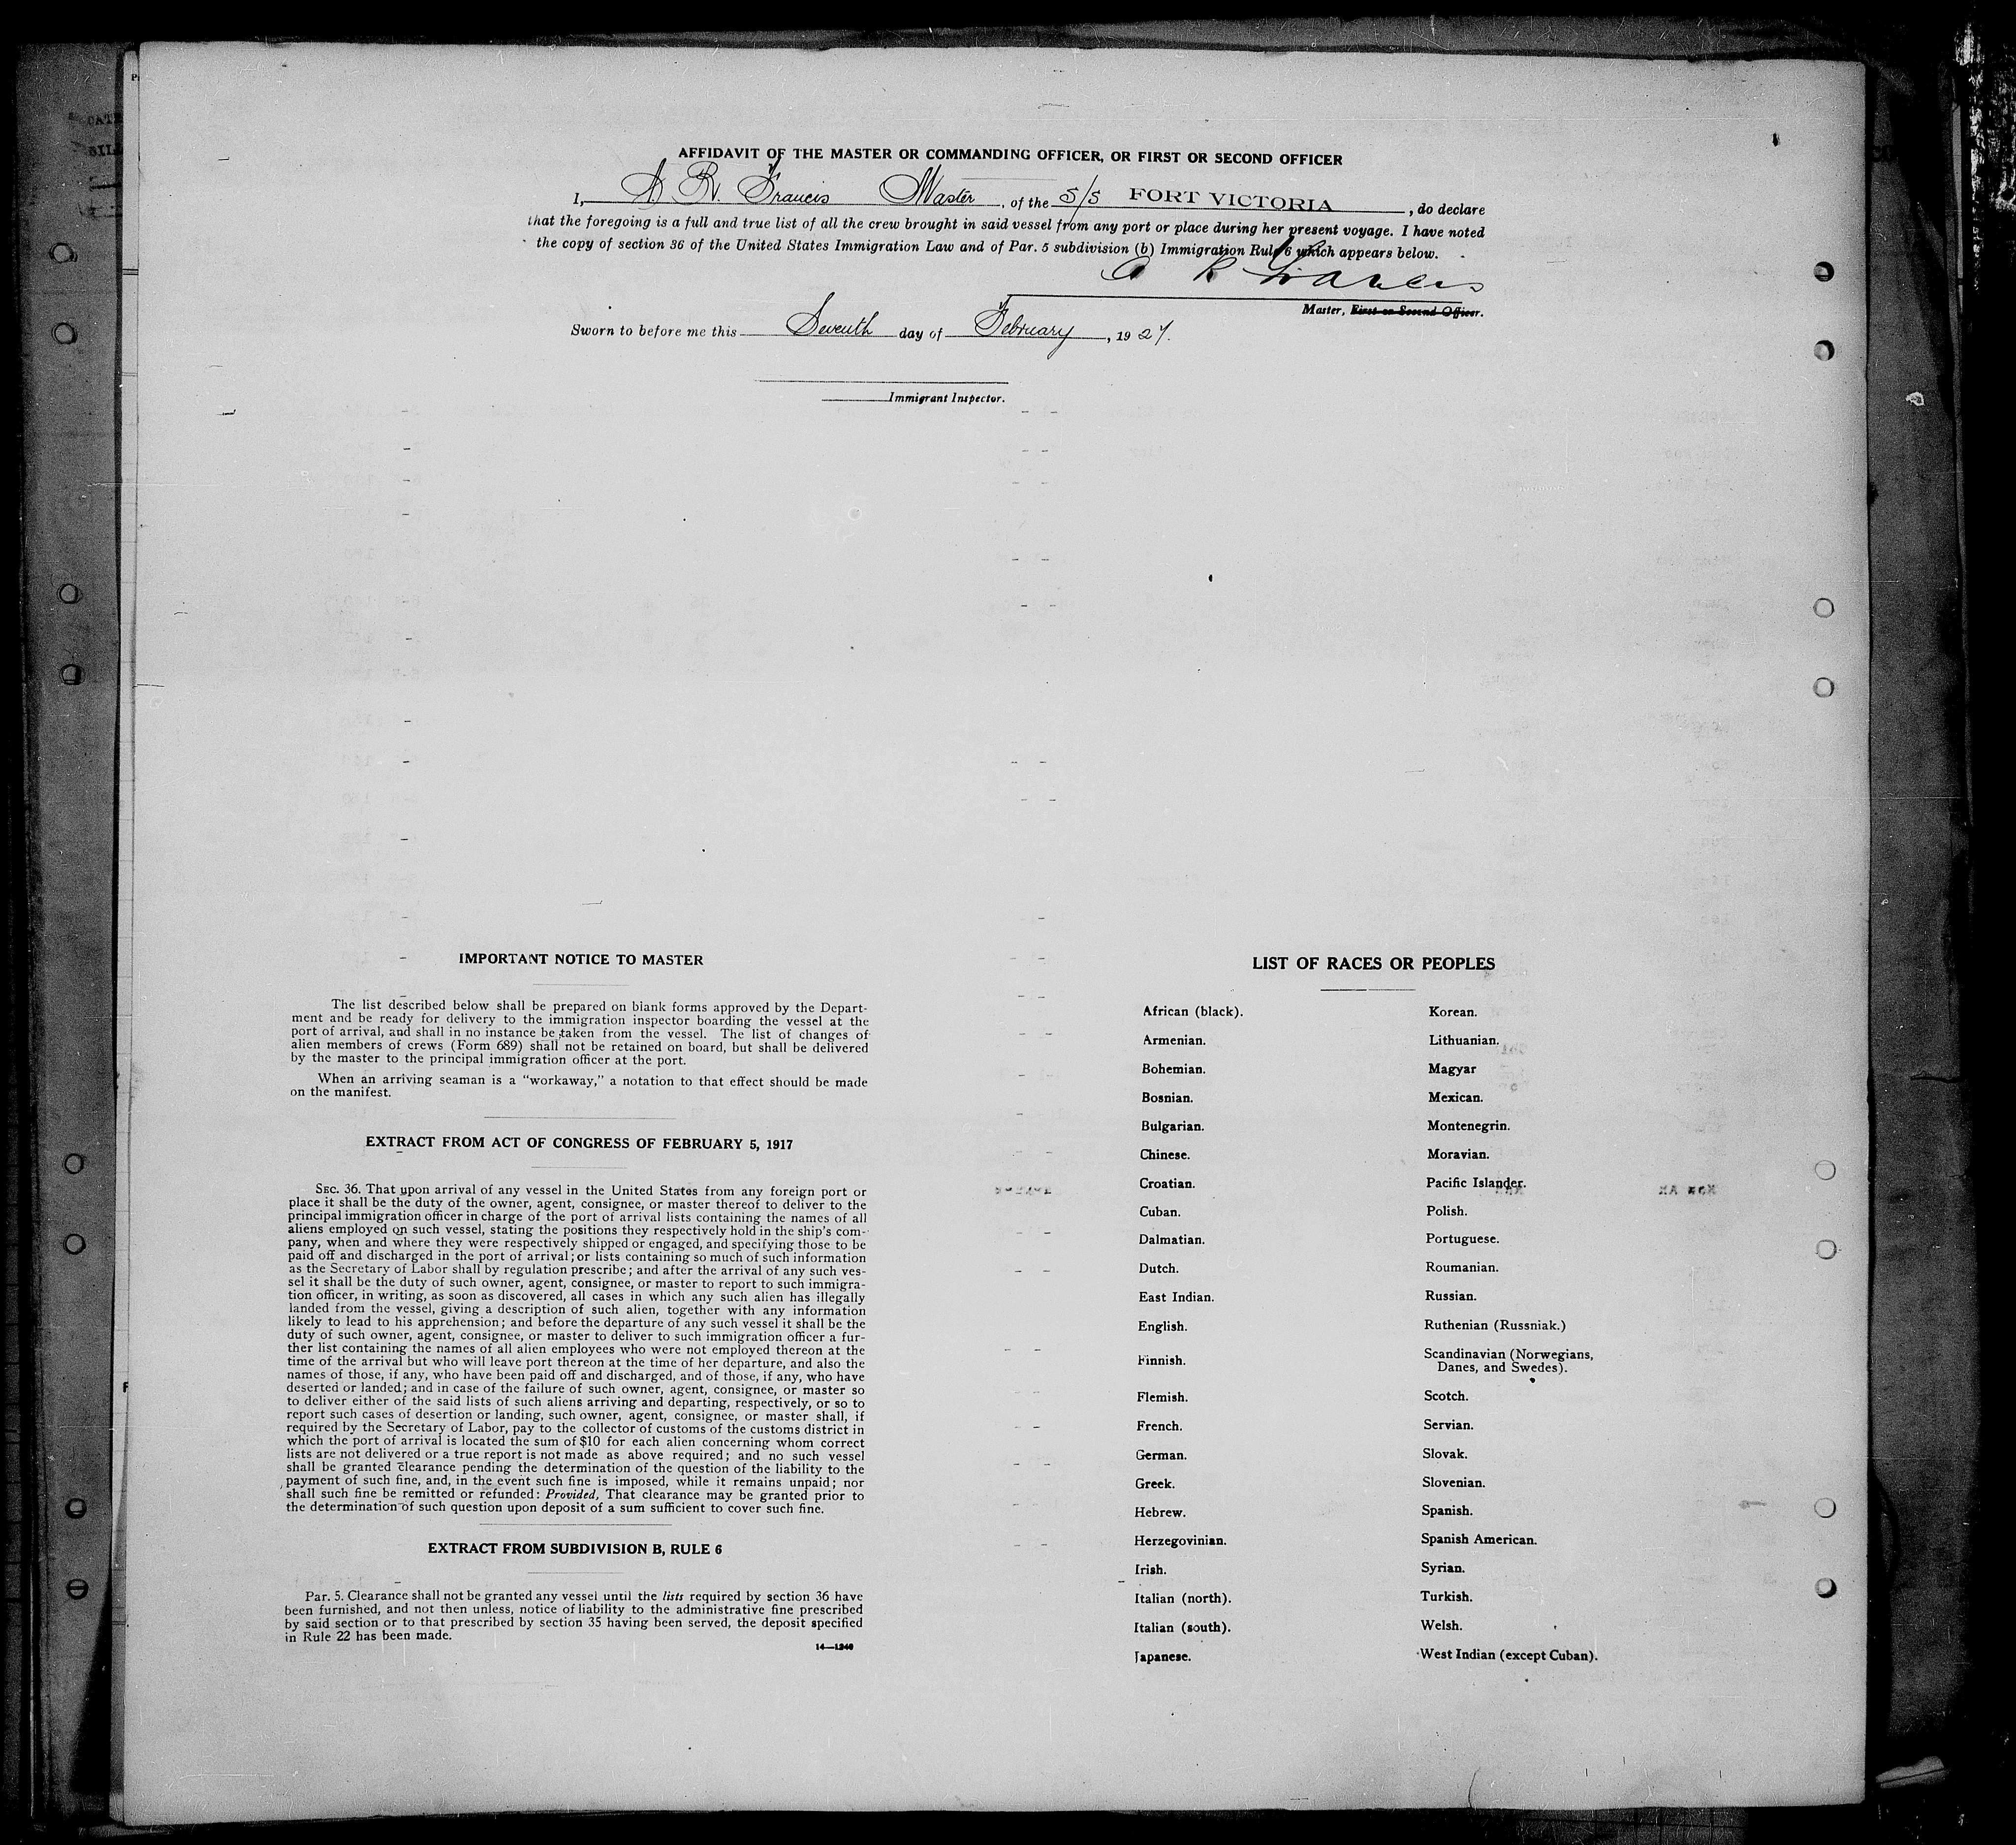 AFFIDAVIT OF THE MASTER OR COMMANDING OFFICER, OR FIRST OR SECOND OFFICER
I, A R. Francis Master, of the S/S FORT VICTORIA, do declare
that the foregoing is a full and true list of all the crew brought in said vessel from any port or place during her present voyage. I have noted
the copy of section 36 of the United States Immigration Law and of Par. 5 subdivision (b) Immigration Rule 6 which appears below.
A R Francis
Master, First or Second Officer.
Sworn to before me this Seventh day of February, 1927.
Immigrant Inspector.
IMPORTANT NOTICE TO MASTER
The list described below shall be prepared on blank forms approved by the Depart-
ment and be ready for delivery to the immigration inspector boarding the vessel at the
port of arrival, and shall in no instance be taken from the vessel. The list of changes of
alien members of crews (Form 689) shall not be retained on board, but shall be delivered
by the master to the principal immigration officer at the port.
When an arriving seaman is a "workaway," a notation to that effect should be made
on the manifest.
EXTRACT FROM ACT OF CONGRESS OF FEBRUARY 5, 1917
SEC. 36. That upon arrival of any vessel in the United States from any foreign port or
place it shall be the duty of the owner, agent, consignee, or master thereof to deliver to the
principal immigration officer in charge of the port of arrival lists containing the names of all
aliens employed on such vessel, stating the positions they respectively hold in the ship's com-
pany, when and where they were respectively shipped or engaged, and specifying those to be
paid off and discharged in the port of arrival; or lists containing so much of such information
as the Secretary of Labor shall by regulation prescribe; and after the arrival of any such ves-
sel it shall be the duty of such owner, agent, consignee, or master to report to such immigra-
tion officer, in writing, as soon as discovered, all cases in which any such alien has illegally
landed from the vessel, giving a description of such alien, together with any information
likely to lead to his apprehension; and before the departure of any such vessel it shall be the
duty of such owner, agent, consignee, or master to deliver to such immigration officer a fur-
ther list containing the names of all alien employees who were not employed thereon at the
time of the arrival but who will leave port thereon at the time of her departure, and also the
names of those, if any, who have been paid off and discharged, and of those, if any, who have
deserted or landed; and in case of the failure of such owner, agent, consignee, or master so
to deliver either of the said lists of such aliens arriving and departing, respectively, or so to
report such cases of desertion or landing, such owner, agent, consignee, or master shall, if
required by the Secretary of Labor, pay to the collector of customs of the customs district in
which the port of arrival is located the sum of $10 for each alien concerning whom correct
lists are not delivered or a true report is not made as above required; and no such vessel
shall be granted clearance pending the determination of the question of the liability to the
payment of such fine, and, in the event such fine is imposed, while it remains unpaid; nor
shall such fine be remitted or refunded: Provided, That clearance may be granted prior to
the determination of such question upon deposit of a sum sufficient to cover such fine.
EXTRACT FROM SUBDIVISION B, RULE 6
Par. 5. Clearance shall not be granted any vessel until the lists required by section 36 have
been furnished, and not then unless, notice of liability to the administrative fine prescribed
by said section or to that prescribed by section 35 having been served, the deposit specified
in Rule 22 has been made.
14—1240
LIST OF RACES OR PEOPLES
African (black).
Armenian.
Bohemian.
Bosnian.
Bulgarian.
Chinese.
Croatian.
Cuban.
Dalmatian.
Dutch.
East Indian.
English.
Finnish.
Flemish.
French.
German.
Greek.
Hebrew.
Herzegovinian.
Irish.
Italian (north).
Italian (south).
Japanese.
Korean.
Lithuanian.
Magyar
Mexican.
Montenegrin.
Moravian.
Pacific Islander.
Polish.
Portuguese.
Roumanian.
Russian.
Ruthenian (Russniak.)
Scandinavian (Norwegians,
Danes, and Swedes).
Scotch.
Servian.
Slovak.
Slovenian.
Spanish.
Spanish American.
Syrian.
Turkish.
Welsh.
West Indian (except Cuban).